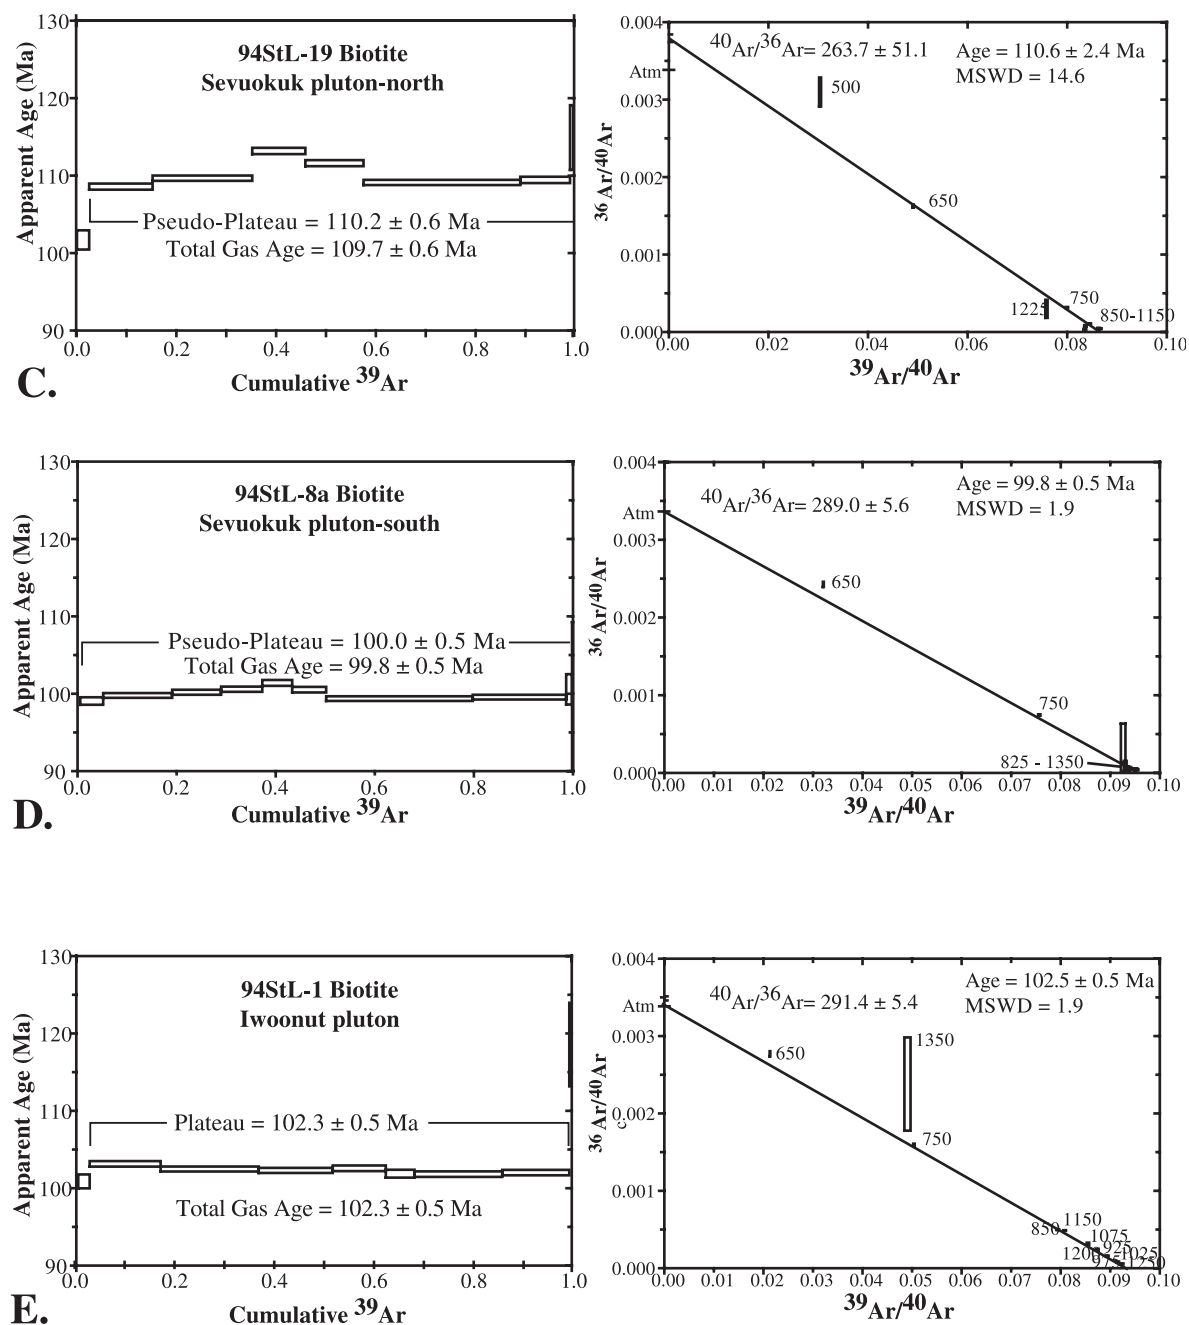 130
120
110
100
90
Apparent Age (Ma)
94StL-19 Biotite
Sevuokuk pluton-north
Pseudo-Plateau = 110.2 ± 0.6 Ma
Total Gas Age = 109.7 ± 0.6 Ma
0.0 0.2 0.4 0.6 0.8 1.0
Cumulative 39Ar
C.
0.004
Atm
0.003
0.002
0.001
0.000
36Ar/40Ar
40Ar/36Ar= 263.7 ± 51.1
Age = 110.6 ± 2.4 Ma
MSWD = 14.6
500
650
750
1225
850-1150
0.00 0.02 0.04 0.06 0.08 0.10
39Ar/40Ar
130
120
110
100
90
Apparent Age (Ma)
94StL-8a Biotite
Sevuokuk pluton-south
Pseudo-Plateau = 100.0 ± 0.5 Ma
Total Gas Age = 99.8 ± 0.5 Ma
0.0 0.2 0.4 0.6 0.8 1.0
Cumulative 39Ar
D.
0.004
Atm
0.003
0.002
0.001
0.000
36Ar/40Ar
40Ar/36Ar= 289.0 ± 5.6
Age = 99.8 ± 0.5 Ma
MSWD = 1.9
650
750
825 - 1350
0.00 0.01 0.02 0.03 0.04 0.05 0.06 0.07 0.08 0.09 0.10
39Ar/40Ar
130
120
110
100
90
Apparent Age (Ma)
94StL-1 Biotite
Iwoonut pluton
Plateau = 102.3 ± 0.5 Ma
Total Gas Age = 102.3 ± 0.5 Ma
0.0 0.2 0.4 0.6 0.8 1.0
Cumulative 39Ar
E.
0.004
Atm
0.003
0.002
0.001
0.000
36Ar/40Ar
40Ar/36Ar= 291.4 ± 5.4
Age = 102.5 ± 0.5 Ma
MSWD = 1.9
650
1350
750
850
1150
1075
925
1025
1250
0.00 0.01 0.02 0.03 0.04 0.05 0.06 0.07 0.08 0.09 0.10
39Ar/40Ar